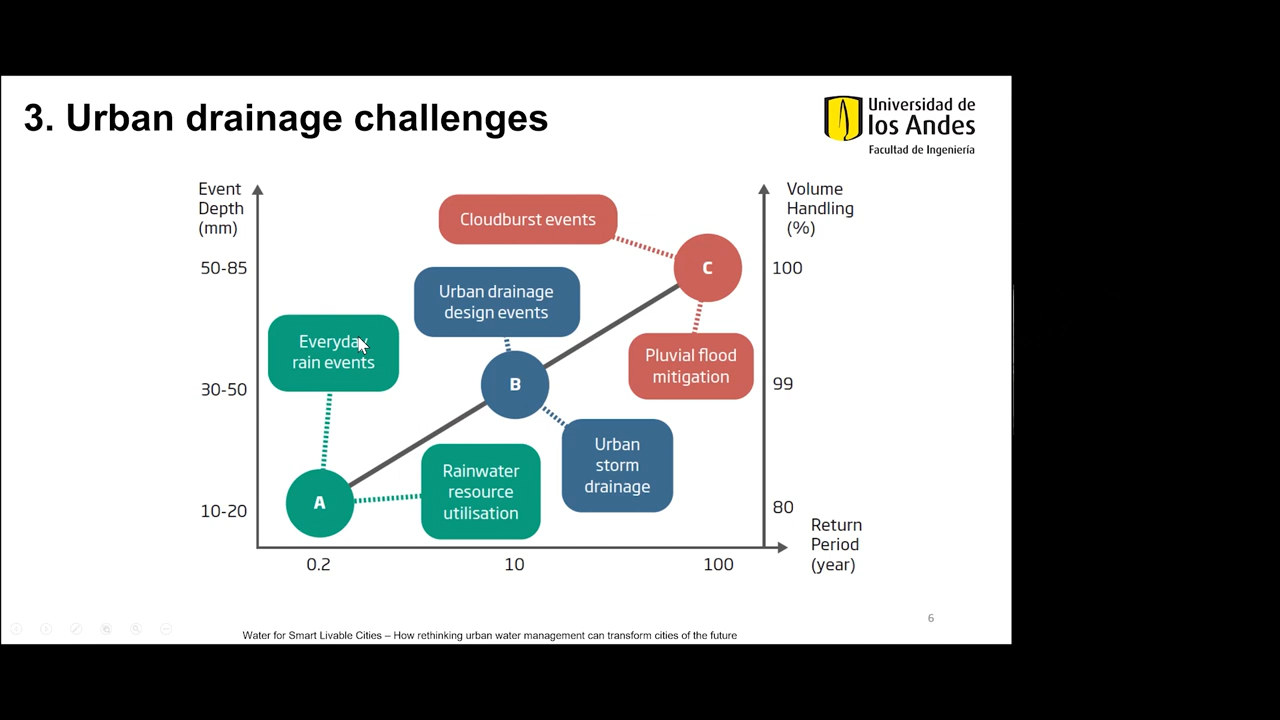 3. Urban drainage challenges
Universidad de
los Andes
Facultad de Ingeniería
Event
Depth
(mm)
50-85
30-50
10-20
Volume
Handling
(%)
100
99
80
Cloudburst events
C
Urban drainage
design events
Everyday
rain events
Pluvial flood
mitigation
B
Urban
storm
drainage
Rainwater
resource
utilisation
A
Return
Period
(year)
0.2
10
100
6
Water for Smart Livable Cities – How rethinking urban water management can transform cities of the future